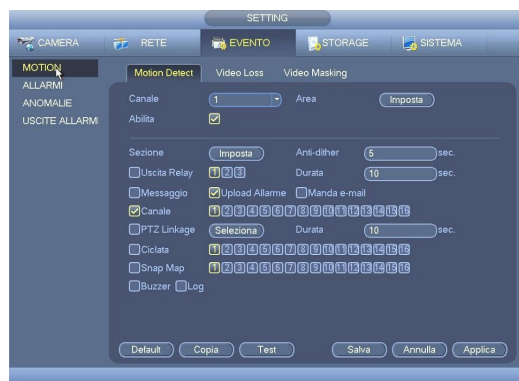 SETTING
CAMERA RETE EVENTO STORAGE SISTEMA
MOTION
ALLARMI
ANOMALIE
USCITE ALLARMI
Motion Detect Video Loss Video Masking
Canale 1 Area Imposta
Abilita
Sezione Imposta Anti-dither 5 sec.
Uscita Relay 1 2 3 Durata 10 sec.
Messaggio Upload Allarme Manda e-mail
Canale 1 2 3 4 5 6 7 8 9 10 11 12 13 14 15 16
PTZ Linkage Seleziona Durata 10 sec.
Ciclata 1 2 3 4 5 6 7 8 9 10 11 12 13 14 15 16
Snap Map 1 2 3 4 5 6 7 8 9 10 11 12 13 14 15 16
Buzzer Log
Default Copia Test Salva Annulla Applica